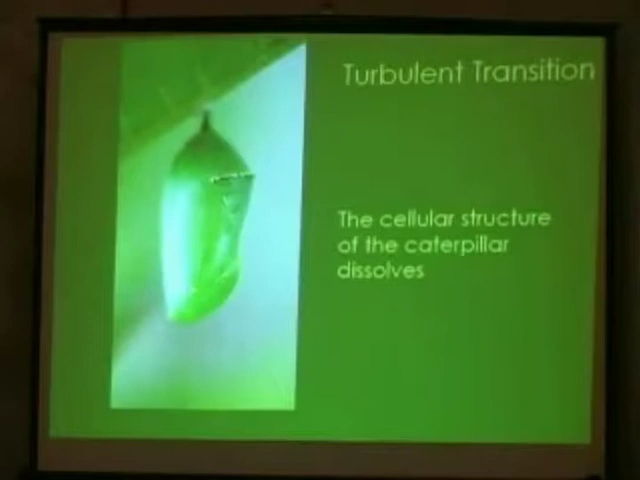 Turbulent Transition
The cellular structure
of the caterpillar
dissolves